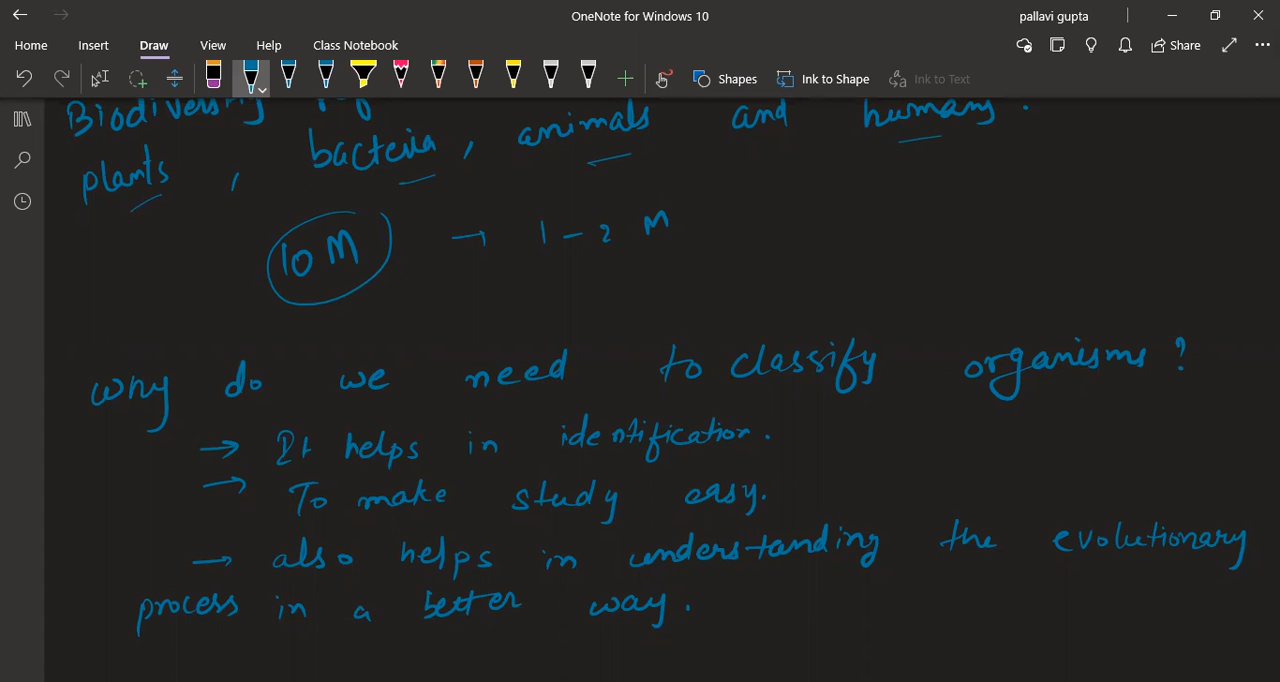 OneNote for Windows 10
pallavi gupta
Home Insert Draw View Help Class Notebook
Share
Shapes Ink to Shape Ink to Text
Biodiversity
plants , bacteria , animals and humans .
10 M → 1 - 2 M
why do we need to classify organisms ?
→ It helps in identification .
→ To make study easy .
→ also helps in understanding the evolutionary
process in a better way .